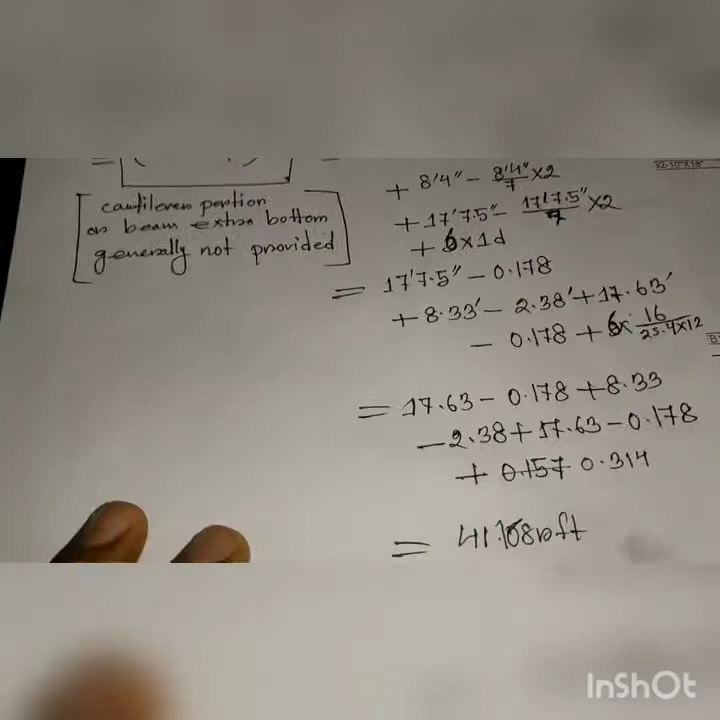 + 8'4" - 8'4"/7 ×2
cantilever portion
on beam extra bottom
generally not provided
+ 17'7.5" - 17'7.5"/7 ×2
+ 6×1d
= 17'7.5" - 0.178
+ 8.33' - 2.38' + 17.63'
- 0.178 + 6× 16/25.4×12
= 17.63 - 0.178 + 8.33
- 2.38 + 17.63 - 0.178
+ 0.157 0.314
= 41.108 rft
InShOt